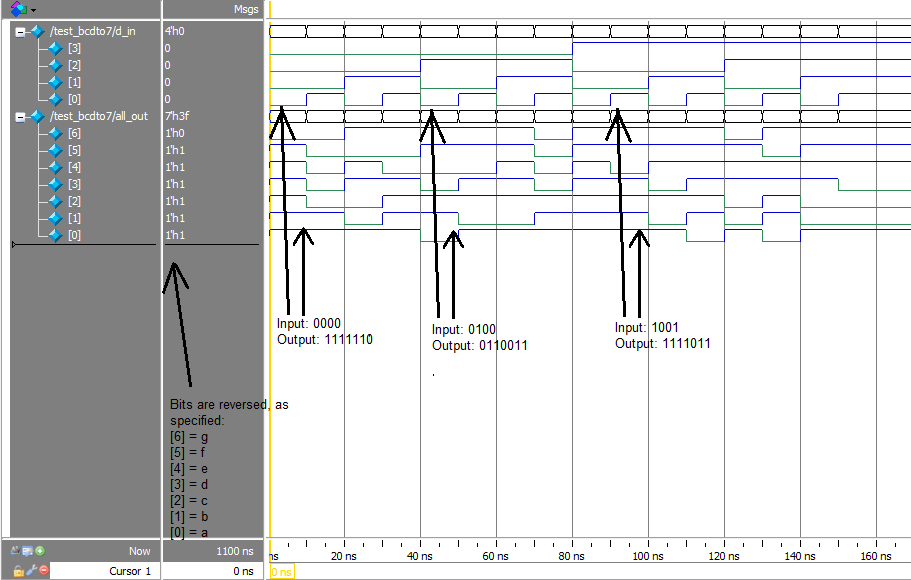 Msgs
/test_bcdto7/d_in 4'h0
[3] 0
[2] 0
[1] 0
[0] 0
/test_bcdto7/all_out 7'h3f
[6] 1'h0
[5] 1'h1
[4] 1'h1
[3] 1'h1
[2] 1'h1
[1] 1'h1
[0] 1'h1
Input: 0000
Output: 1111110
Input: 0100
Output: 0110011
Input: 1001
Output: 1111011
Bits are reversed, as
specified:
[6] = g
[5] = f
[4] = e
[3] = d
[2] = c
[1] = b
[0] = a
Now 1100 ns
ns 20 ns 40 ns 60 ns 80 ns 100 ns 120 ns 140 ns 160 ns
Cursor 1 0 ns
0 ns